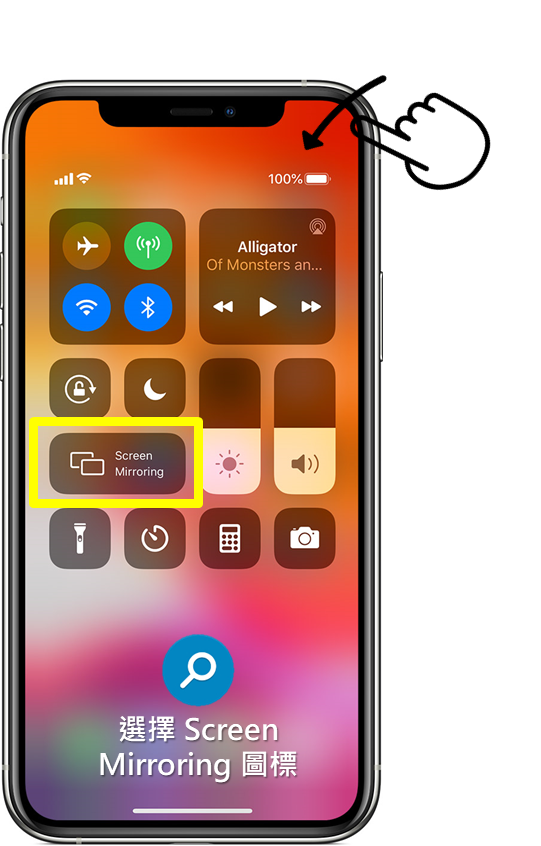 100%
Alligator
Of Monsters an...
Screen
Mirroring
選擇 Screen
Mirroring 圖標